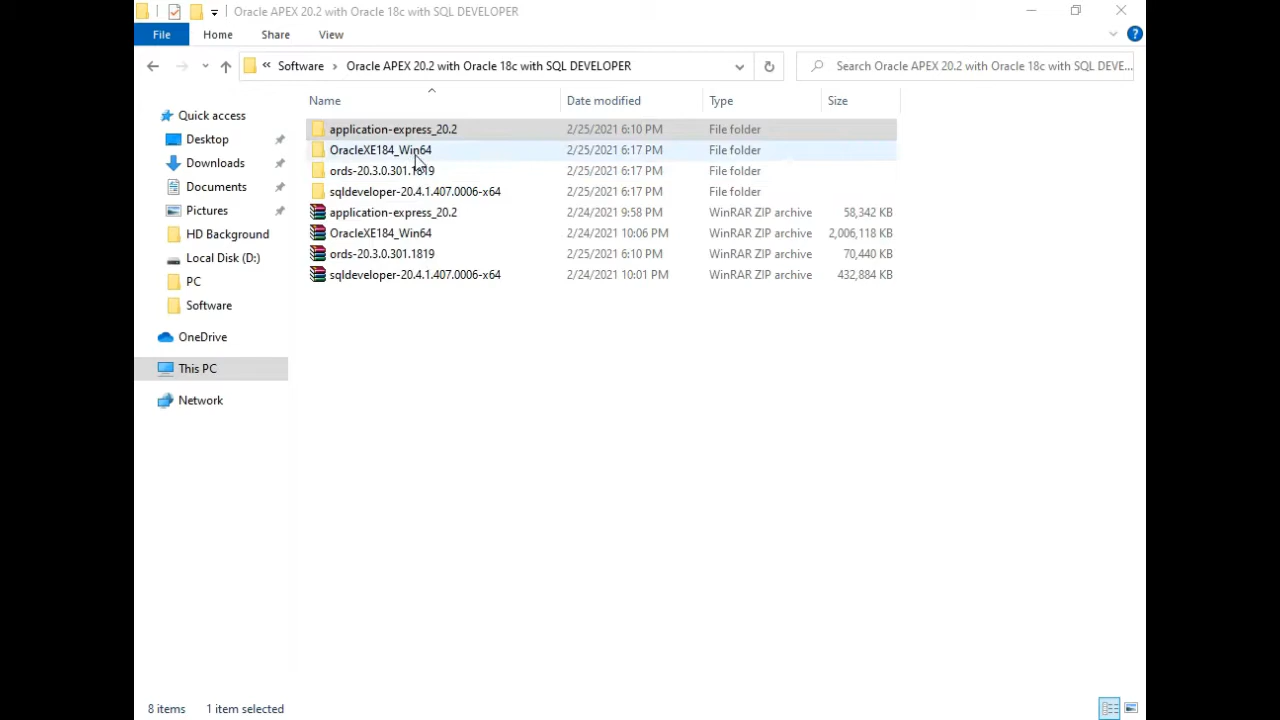 Oracle APEX 20.2 with Oracle 18c with SQL DEVELOPER
File Home Share View
Software Oracle APEX 20.2 with Oracle 18c with SQL DEVELOPER Search Oracle APEX 20.2 with Oracle 18c with SQL DEVE...
Name Date modified Type Size
Quick access
Desktop
Downloads
Documents
Pictures
HD Background
Local Disk (D:)
PC
Software
OneDrive
This PC
Network
application-express_20.2 2/25/2021 6:10 PM File folder
OracleXE184_Win64 2/25/2021 6:17 PM File folder
ords-20.3.0.301.1819 2/25/2021 6:17 PM File folder
sqldeveloper-20.4.1.407.0006-x64 2/25/2021 6:17 PM File folder
application-express_20.2 2/24/2021 9:58 PM WinRAR ZIP archive 58,342 KB
OracleXE184_Win64 2/24/2021 10:06 PM WinRAR ZIP archive 2,006,118 KB
ords-20.3.0.301.1819 2/25/2021 6:10 PM WinRAR ZIP archive 70,440 KB
sqldeveloper-20.4.1.407.0006-x64 2/24/2021 10:01 PM WinRAR ZIP archive 432,884 KB
8 items 1 item selected